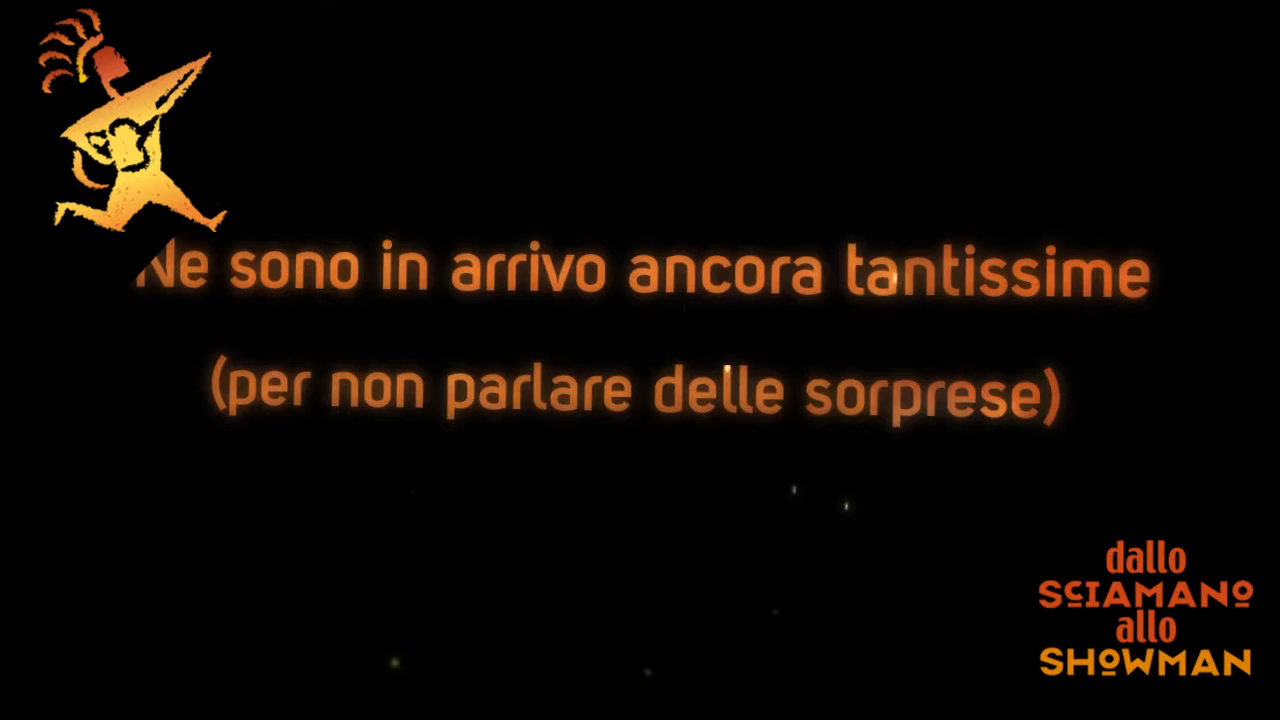 Ne sono in arrivo ancora tantissime
(per non parlare delle sorprese)
dallo
SCIAMANO
allo
SHOWMAN